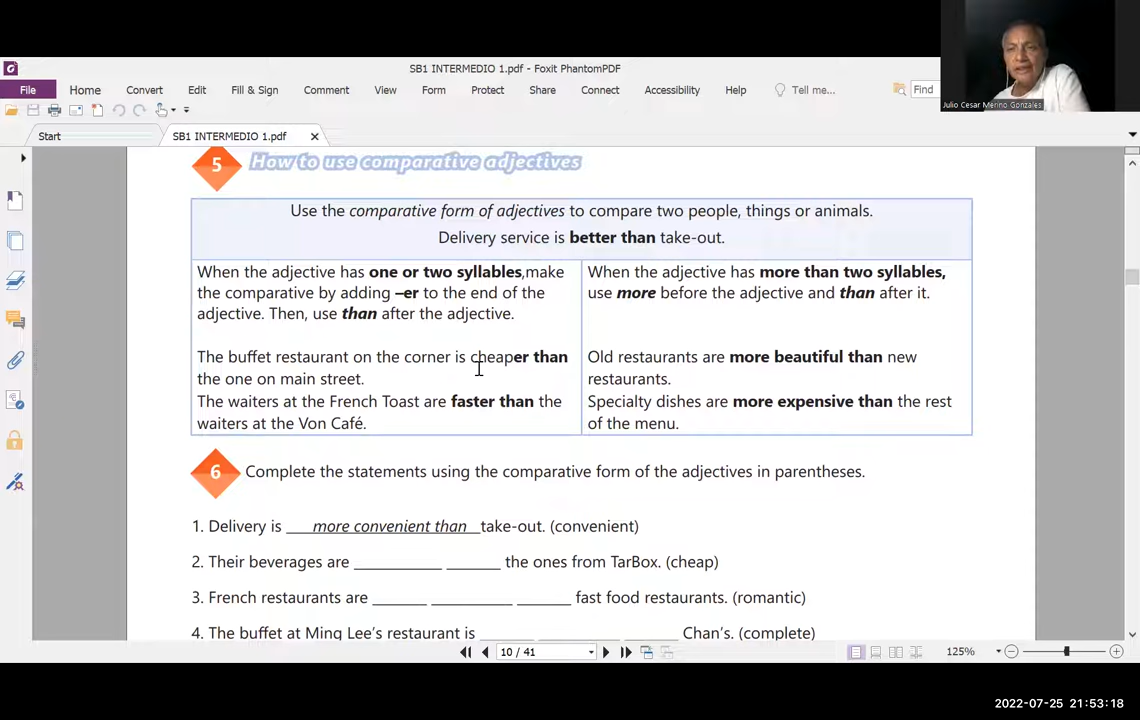 SB1 INTERMEDIO 1.pdf - Foxit PhantomPDF
File Home Convert Edit Fill & Sign Comment View Form Protect Share Connect Accessibility Help Tell me... Find
Julio Cesar Merino Gonzales
Start SB1 INTERMEDIO 1.pdf
5 How to use comparative adjectives
Use the comparative form of adjectives to compare two people, things or animals.
Delivery service is better than take-out.
When the adjective has one or two syllables,make
the comparative by adding –er to the end of the
adjective. Then, use than after the adjective.
The buffet restaurant on the corner is cheaper than
the one on main street.
The waiters at the French Toast are faster than the
waiters at the Von Café.
When the adjective has more than two syllables,
use more before the adjective and than after it.
Old restaurants are more beautiful than new
restaurants.
Specialty dishes are more expensive than the rest
of the menu.
6 Complete the statements using the comparative form of the adjectives in parentheses.
1. Delivery is ___more convenient than_ take-out. (convenient)
2. Their beverages are __________ ______ the ones from TarBox. (cheap)
3. French restaurants are ______ _________ ______ fast food restaurants. (romantic)
4. The buffet at Ming Lee's restaurant is ______ _________ ______ Chan's. (complete)
10 / 41
125%
2022-07-25 21:53:18